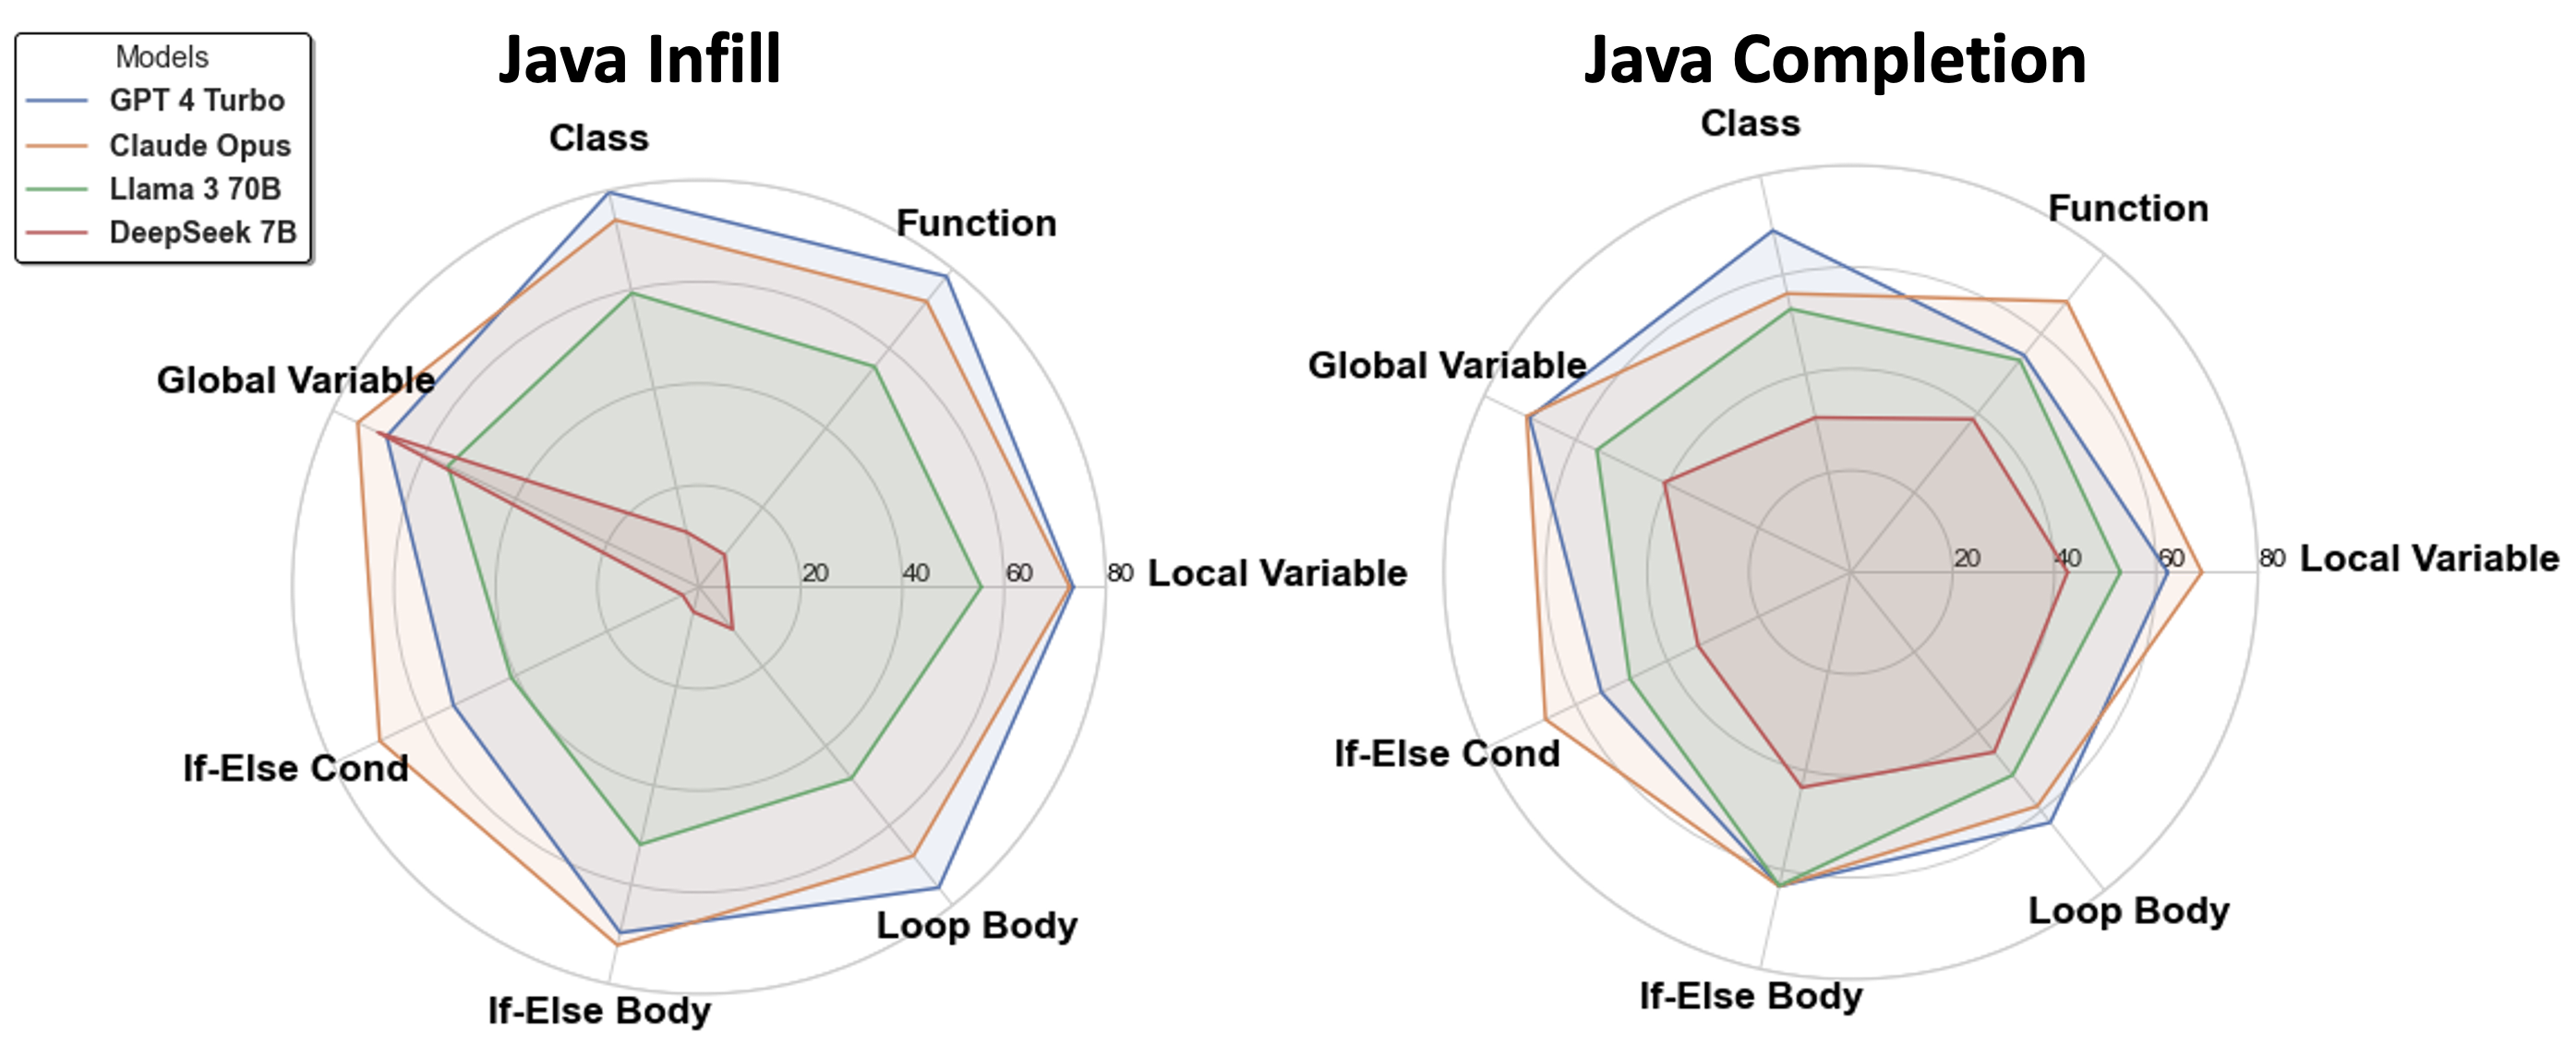 Models
GPT 4 Turbo
Claude Opus
Llama 3 70B
DeepSeek 7B
Java Infill
Class
Function
Global Variable
20 40 60 80
Local Variable
If-Else Cond
Loop Body
If-Else Body
Java Completion
Class
Function
Global Variable
20 40 60 80
Local Variable
If-Else Cond
Loop Body
If-Else Body